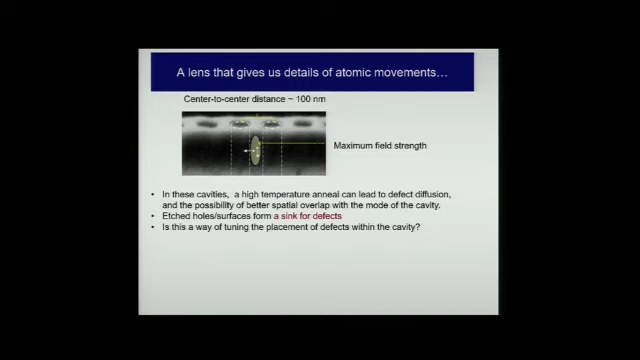 A lens that gives us details of atomic movements…
Center-to-center distance ~ 100 nm
Maximum field strength
• In these cavities, a high temperature anneal can lead to defect diffusion,
and the possibility of better spatial overlap with the mode of the cavity.
• Etched holes/surfaces form a sink for defects
• Is this a way of tuning the placement of defects within the cavity?